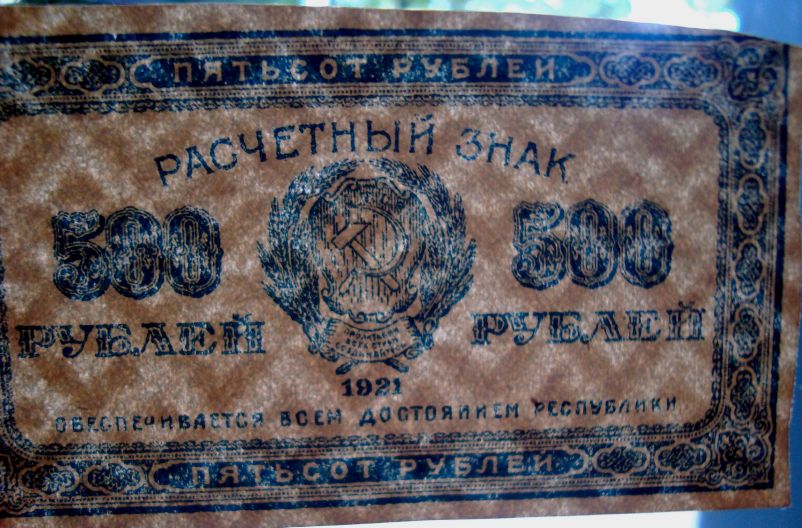 ПЯТЬСОТ РУБЛЕЙ
РАСЧЕТНЫЙ ЗНАК
500 500
РУБЛЕЙ РУБЛЕЙ
1921
ОБЕСПЕЧИВАЕТСЯ ВСЕМ ДОСТОЯНИЕМ РЕСПУБЛИКИ
ПЯТЬСОТ РУБЛЕЙ